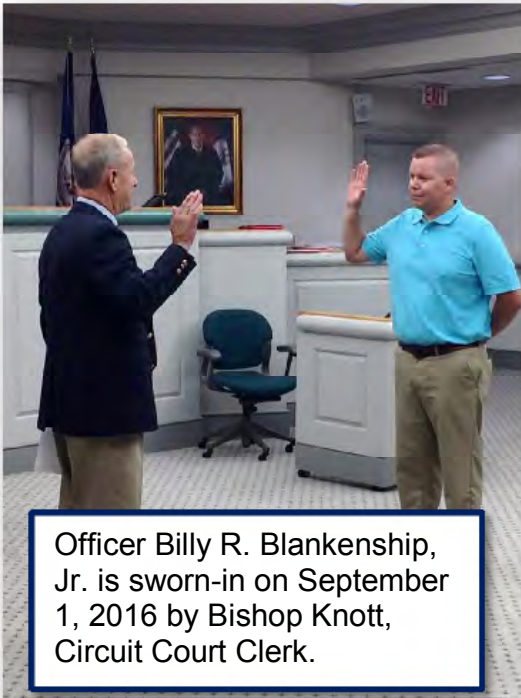 EXIT
Officer Billy R. Blankenship,
Jr. is sworn-in on September
1, 2016 by Bishop Knott,
Circuit Court Clerk.